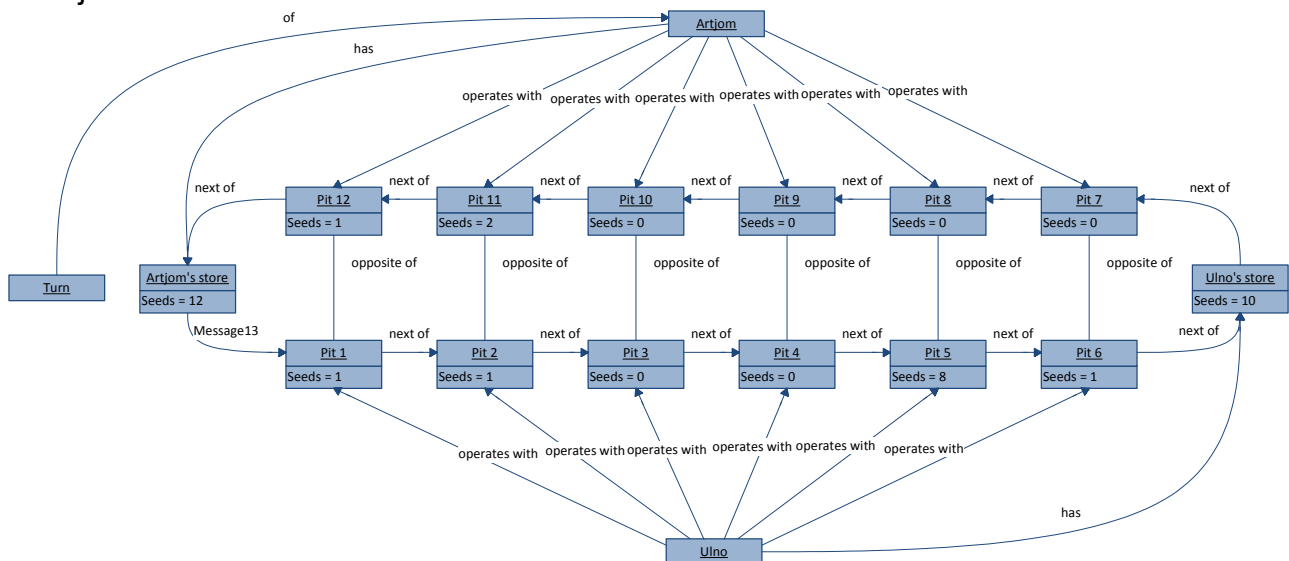 of
Artjom
has
operates with operates with operates with operates with operates with operates with
next of next of next of next of next of next of next of
Pit 12 Pit 11 Pit 10 Pit 9 Pit 8 Pit 7
Seeds = 1 Seeds = 2 Seeds = 0 Seeds = 0 Seeds = 0 Seeds = 0
opposite of opposite of opposite of opposite of opposite of opposite of
Turn Artjom's store Ulno's store
Seeds = 12 Seeds = 10
Message13 next of next of next of next of next of next of
Pit 1 Pit 2 Pit 3 Pit 4 Pit 5 Pit 6
Seeds = 1 Seeds = 1 Seeds = 0 Seeds = 0 Seeds = 8 Seeds = 1
operates with operates with operates with operates with operates with operates with
has
Ulno